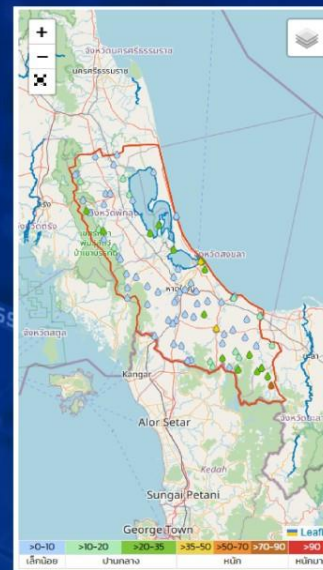 +
−
จังหวัดนครศรีธรรมราช
นครศรีธรรมราช
จังหวัดพัทลุง
จังหวัดตรัง
จังหวัดสงขลา
หาดใหญ่
จังหวัดสตูล
Kangar
Alor Setar
Kedah
Sungai Petani
George Town
Leafl
>0-10 >10-20 >20-35 >35-50 >50-70 >70-90 >90
เล็กน้อย ปานกลาง หนัก หนักมา